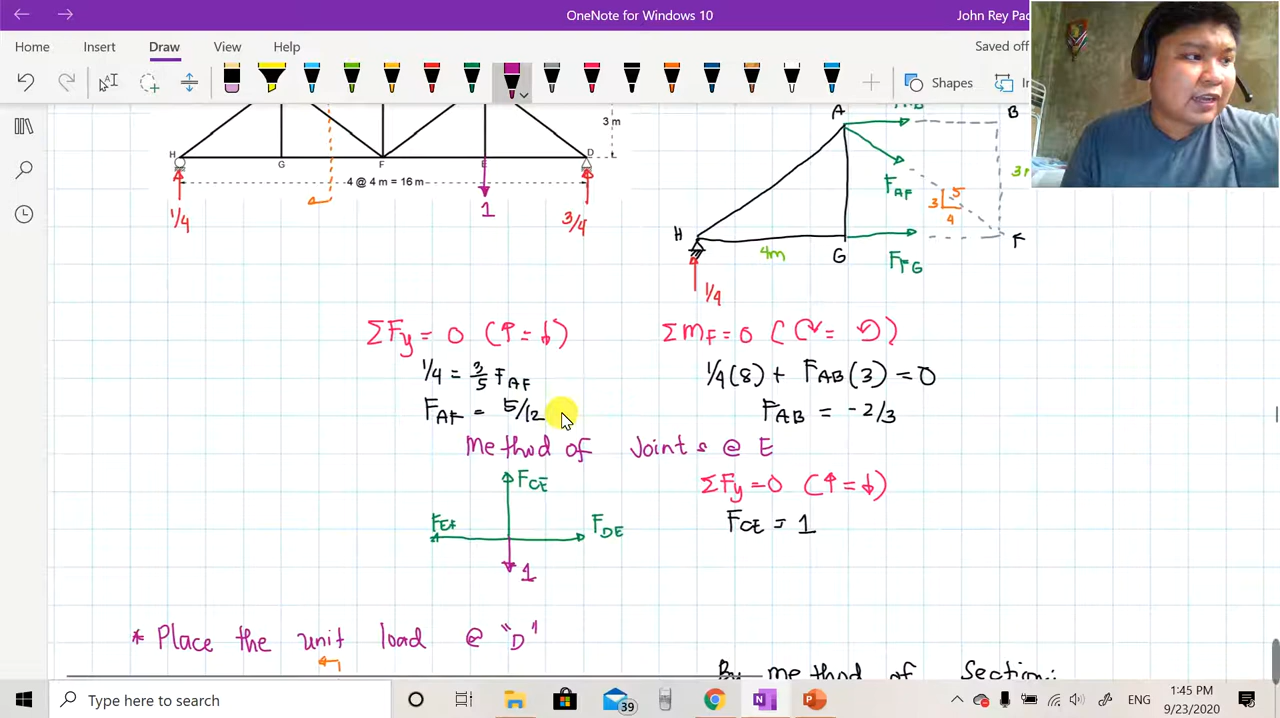 OneNote for Windows 10
John Rey Pac
Home Insert Draw View Help
Saved off
Shapes
In
H G F E D
3 m
4 @ 4 m = 16 m
1/4 1 3/4
A B
F_AF
3 5 4
H G F
4m
F_FG
1/4
ΣFy = 0 (↑=↓)
1/4 = 3/5 F_AF
F_AF = 5/12
ΣM_F = 0 (↷= ↶)
1/4(8) + F_AB(3) = 0
F_AB = -2/3
Method of Joints @ E
F_CE
F_EF F_DE
1
ΣFy = 0 (↑=↓)
F_CE = 1
* Place the unit load @ "D"
By method of Section:
Type here to search
39
ENG
1:45 PM
9/23/2020